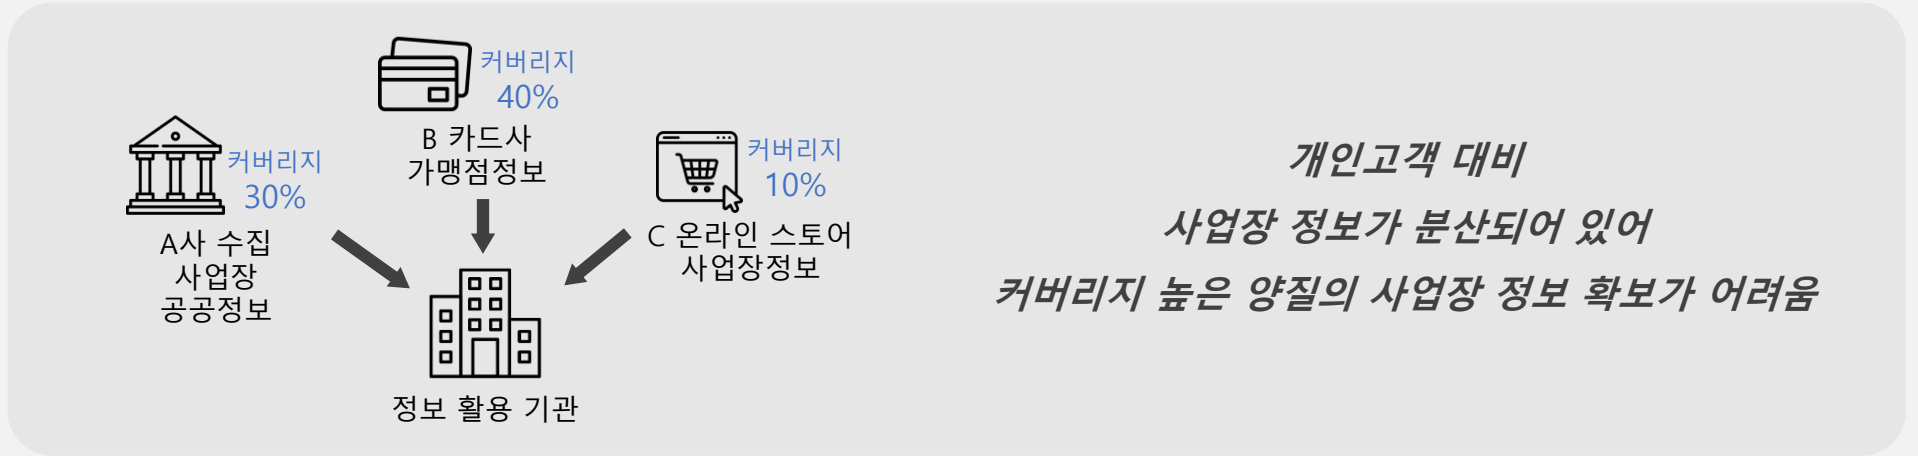 커버리지
40%
B 카드사
가맹점정보
커버리지
30%
A사 수집
사업장
공공정보
커버리지
10%
C 온라인 스토어
사업장정보
정보 활용 기관
개인고객 대비
사업장 정보가 분산되어 있어
커버리지 높은 양질의 사업장 정보 확보가 어려움